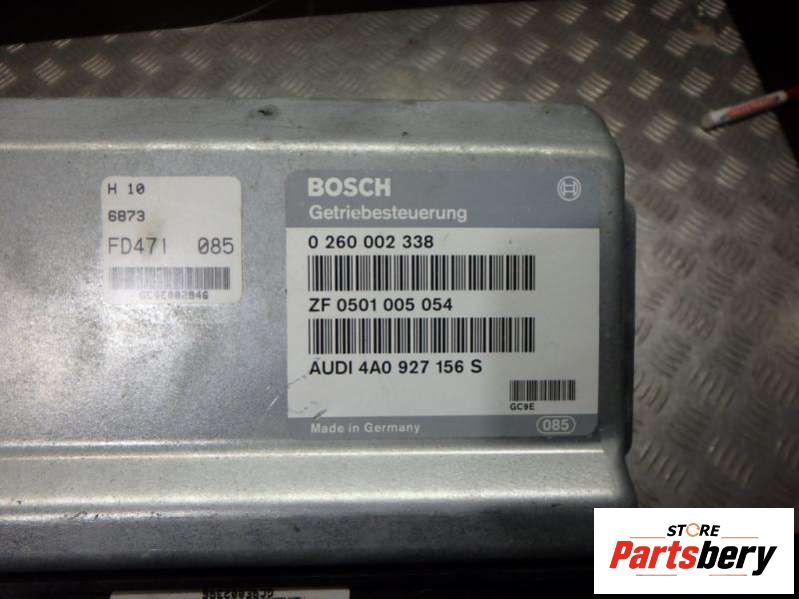 H 10
6873
FD471 085
BOSCH
Getriebesteuerung
0 260 002 338
ZF 0501 005 054
AUDI 4A0 927 156 S
GC9E
Made in Germany
085
STORE
Partsbery